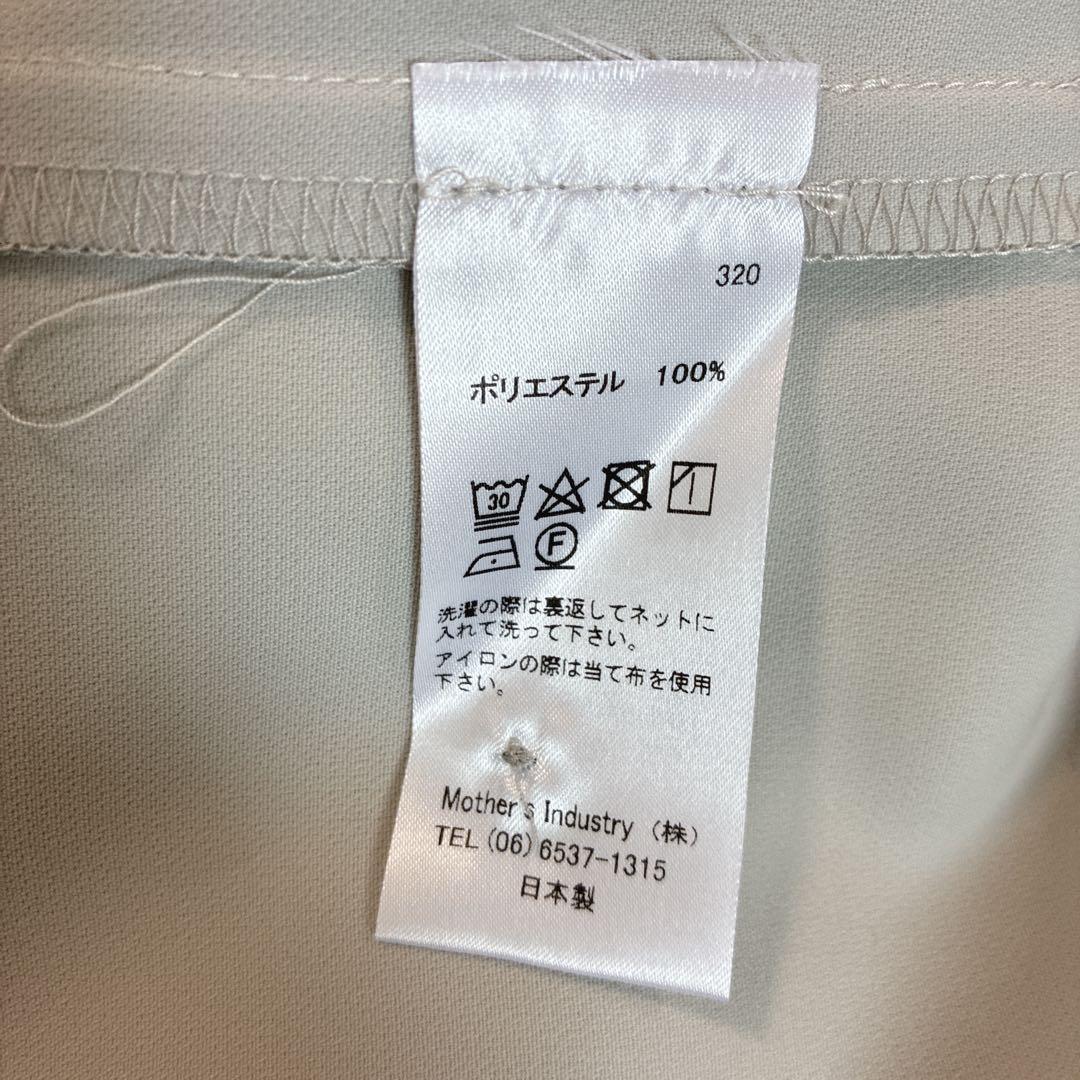 320
ポリエステル 100%
30
F
洗濯の際は裏返してネットに
入れて洗って下さい。
アイロンの際は当て布を使用
下さい。
Mother's Industry (株)
TEL (06) 6537-1315
日本製